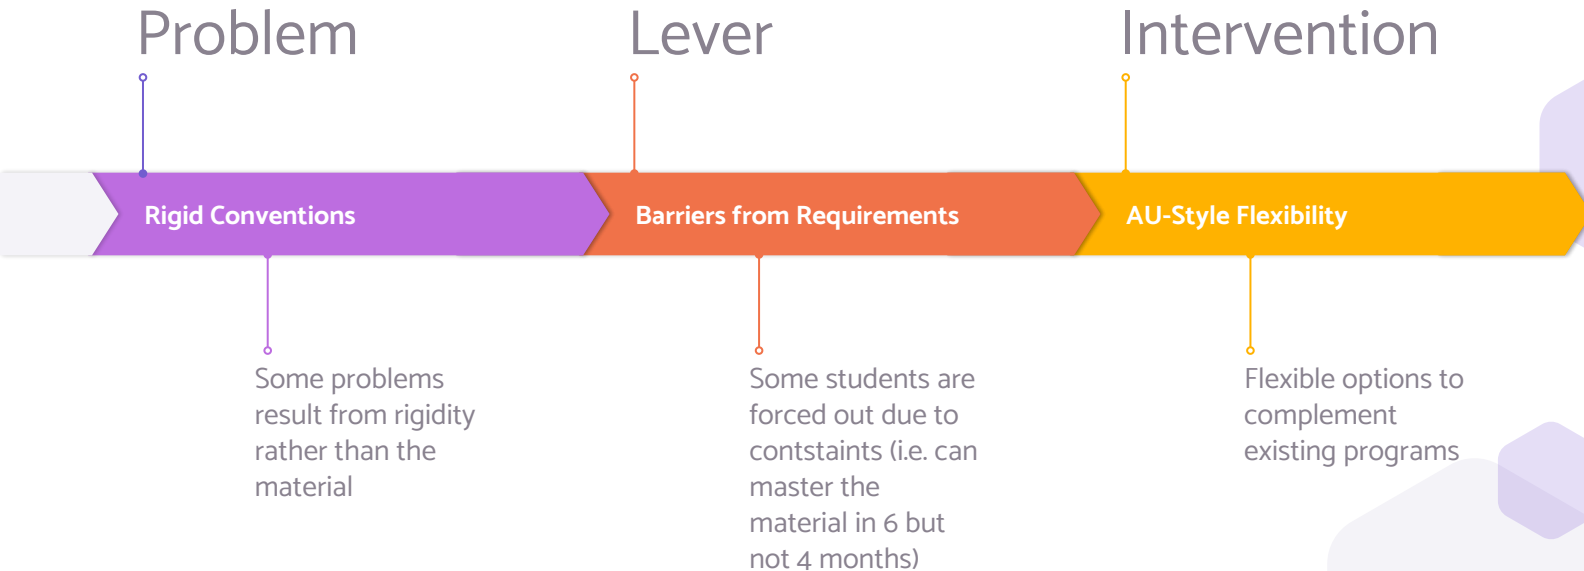 Problem
Lever
Intervention
Rigid Conventions
Barriers from Requirements
AU-Style Flexibility
Some problems
result from rigidity
rather than the
material
Some students are
forced out due to
contstaints (i.e. can
master the
material in 6 but
not 4 months)
Flexible options to
complement
existing programs